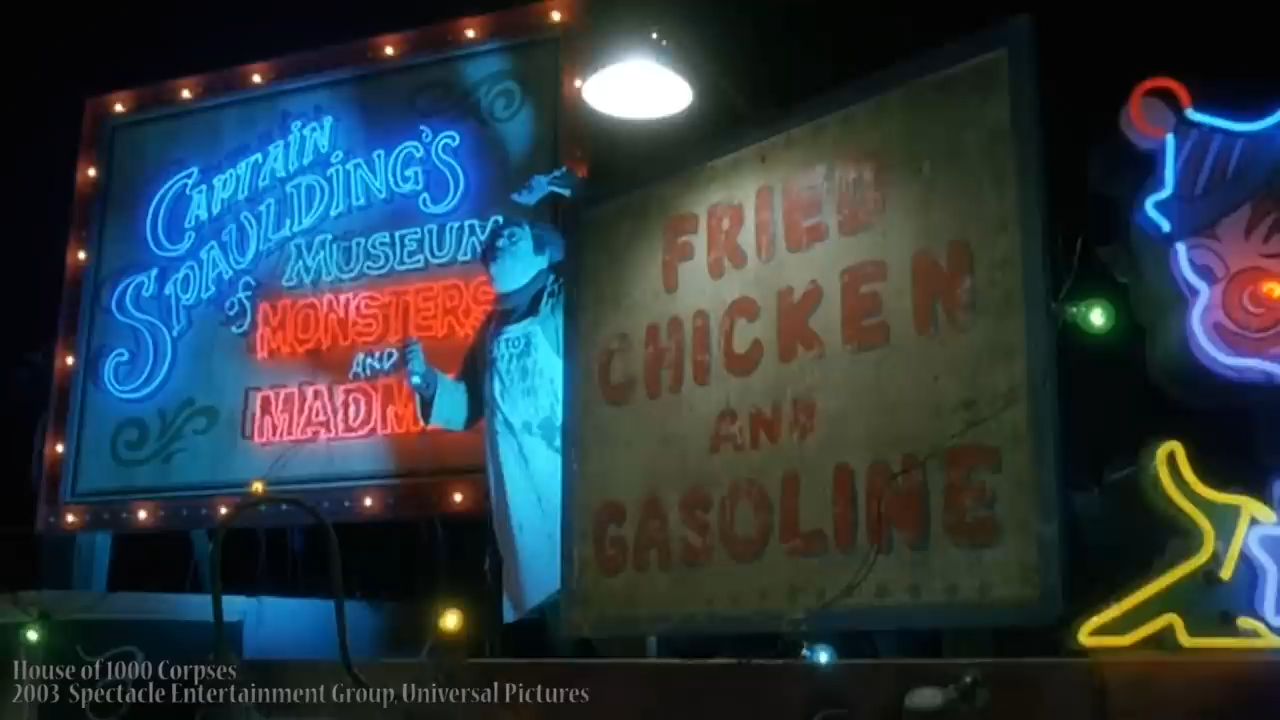 CAPTAIN
SPAULDING'S
MUSEUM
of MONSTERS
AND
MADM
FRIED
CHICKEN
AND
GASOLINE
House of 1000 Corpses
2003 Spectacle Entertainment Group, Universal Pictures